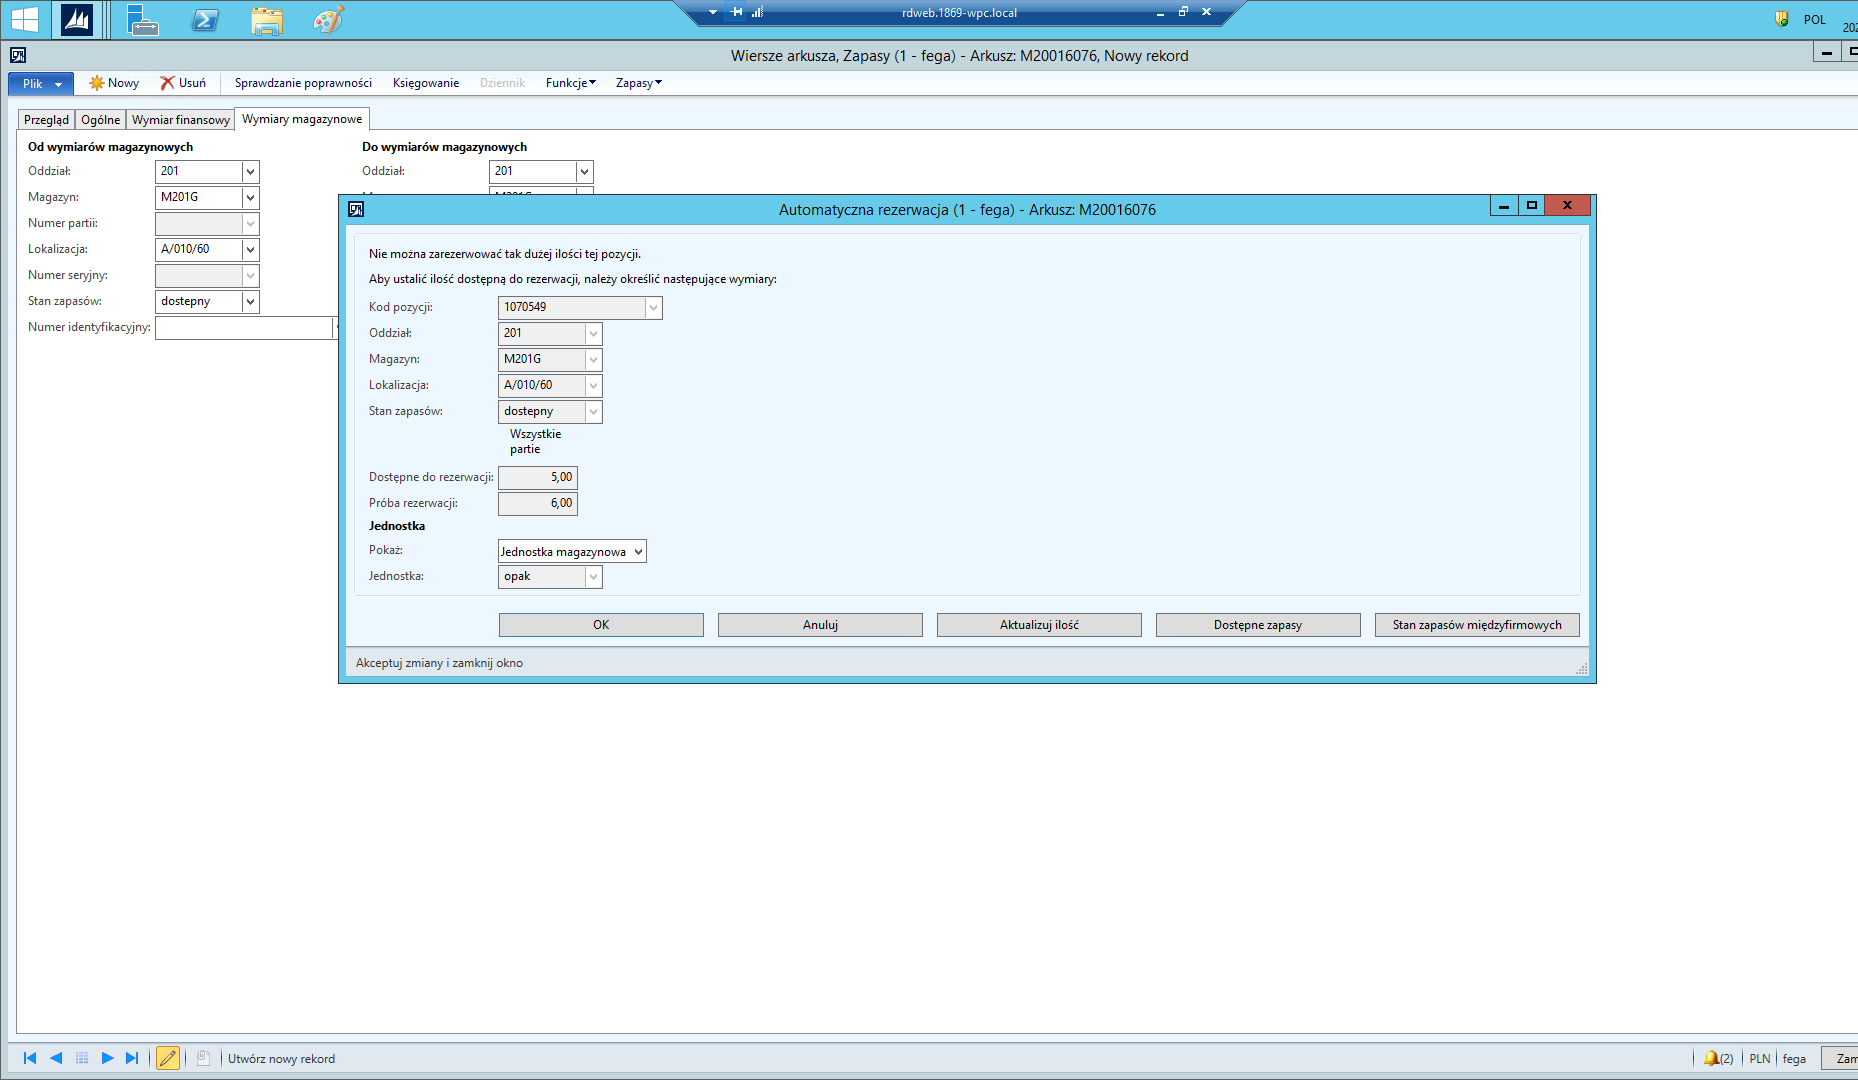 rdweb.1869-wpc.local
POL
Wiersze arkusza, Zapasy (1 - fega) - Arkusz: M20016076, Nowy rekord
Plik
Nowy
Usuń
Sprawdzanie poprawności
Księgowanie
Dziennik
Funkcje
Zapasy
Przegląd
Ogólne
Wymiar finansowy
Wymiary magazynowe
Od wymiarów magazynowych
Do wymiarów magazynowych
Oddział: 201
Oddział: 201
Magazyn: M201G
Numer partii:
Lokalizacja: A/010/60
Numer seryjny:
Stan zapasów: dostepny
Numer identyfikacyjny:
Automatyczna rezerwacja (1 - fega) - Arkusz: M20016076
Nie można zarezerwować tak dużej ilości tej pozycji.
Aby ustalić ilość dostępną do rezerwacji, należy określić następujące wymiary:
Kod pozycji: 1070549
Oddział: 201
Magazyn: M201G
Lokalizacja: A/010/60
Stan zapasów: dostepny
Wszystkie
partie
Dostępne do rezerwacji: 5,00
Próba rezerwacji: 6,00
Jednostka
Pokaż: Jednostka magazynowa
Jednostka: opak
OK
Anuluj
Aktualizuj ilość
Dostępne zapasy
Stan zapasów międzyfirmowych
Akceptuj zmiany i zamknij okno
Utwórz nowy rekord
(2)
PLN
fega